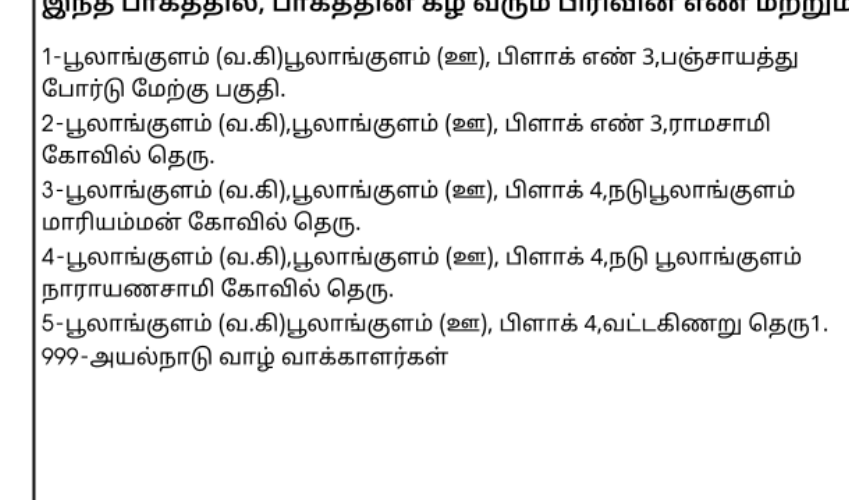 இந்த பாகத்தில், பாகத்தின் கீழ் வரும் பிரிவின் எண் மற்றும்
1-பூலாங்குளம் (வ.கி)பூலாங்குளம் (ஊ), பிளாக் எண் 3,பஞ்சாயத்து
போர்டு மேற்கு பகுதி.
2-பூலாங்குளம் (வ.கி),பூலாங்குளம் (ஊ), பிளாக் எண் 3,ராமசாமி
கோவில் தெரு.
3-பூலாங்குளம் (வ.கி),பூலாங்குளம் (ஊ), பிளாக் 4,நடுபூலாங்குளம்
மாரியம்மன் கோவில் தெரு.
4-பூலாங்குளம் (வ.கி),பூலாங்குளம் (ஊ), பிளாக் 4,நடு பூலாங்குளம்
நாராயணசாமி கோவில் தெரு.
5-பூலாங்குளம் (வ.கி)பூலாங்குளம் (ஊ), பிளாக் 4,வட்டகிணறு தெரு1.
999-அயல்நாடு வாழ் வாக்காளர்கள்